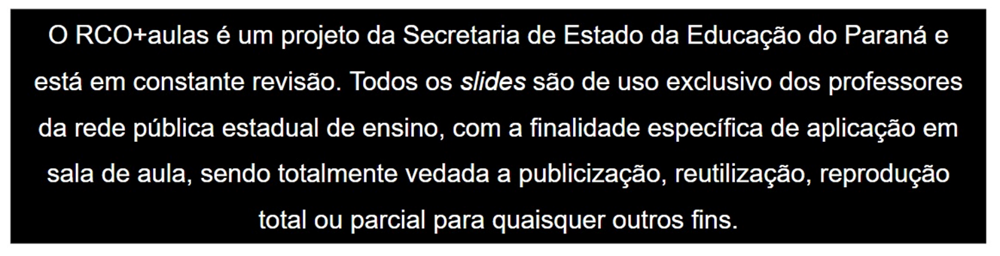 O RCO+aulas é um projeto da Secretaria de Estado da Educação do Paraná e
está em constante revisão. Todos os slides são de uso exclusivo dos professores
da rede pública estadual de ensino, com a finalidade específica de aplicação em
sala de aula, sendo totalmente vedada a publicização, reutilização, reprodução
total ou parcial para quaisquer outros fins.